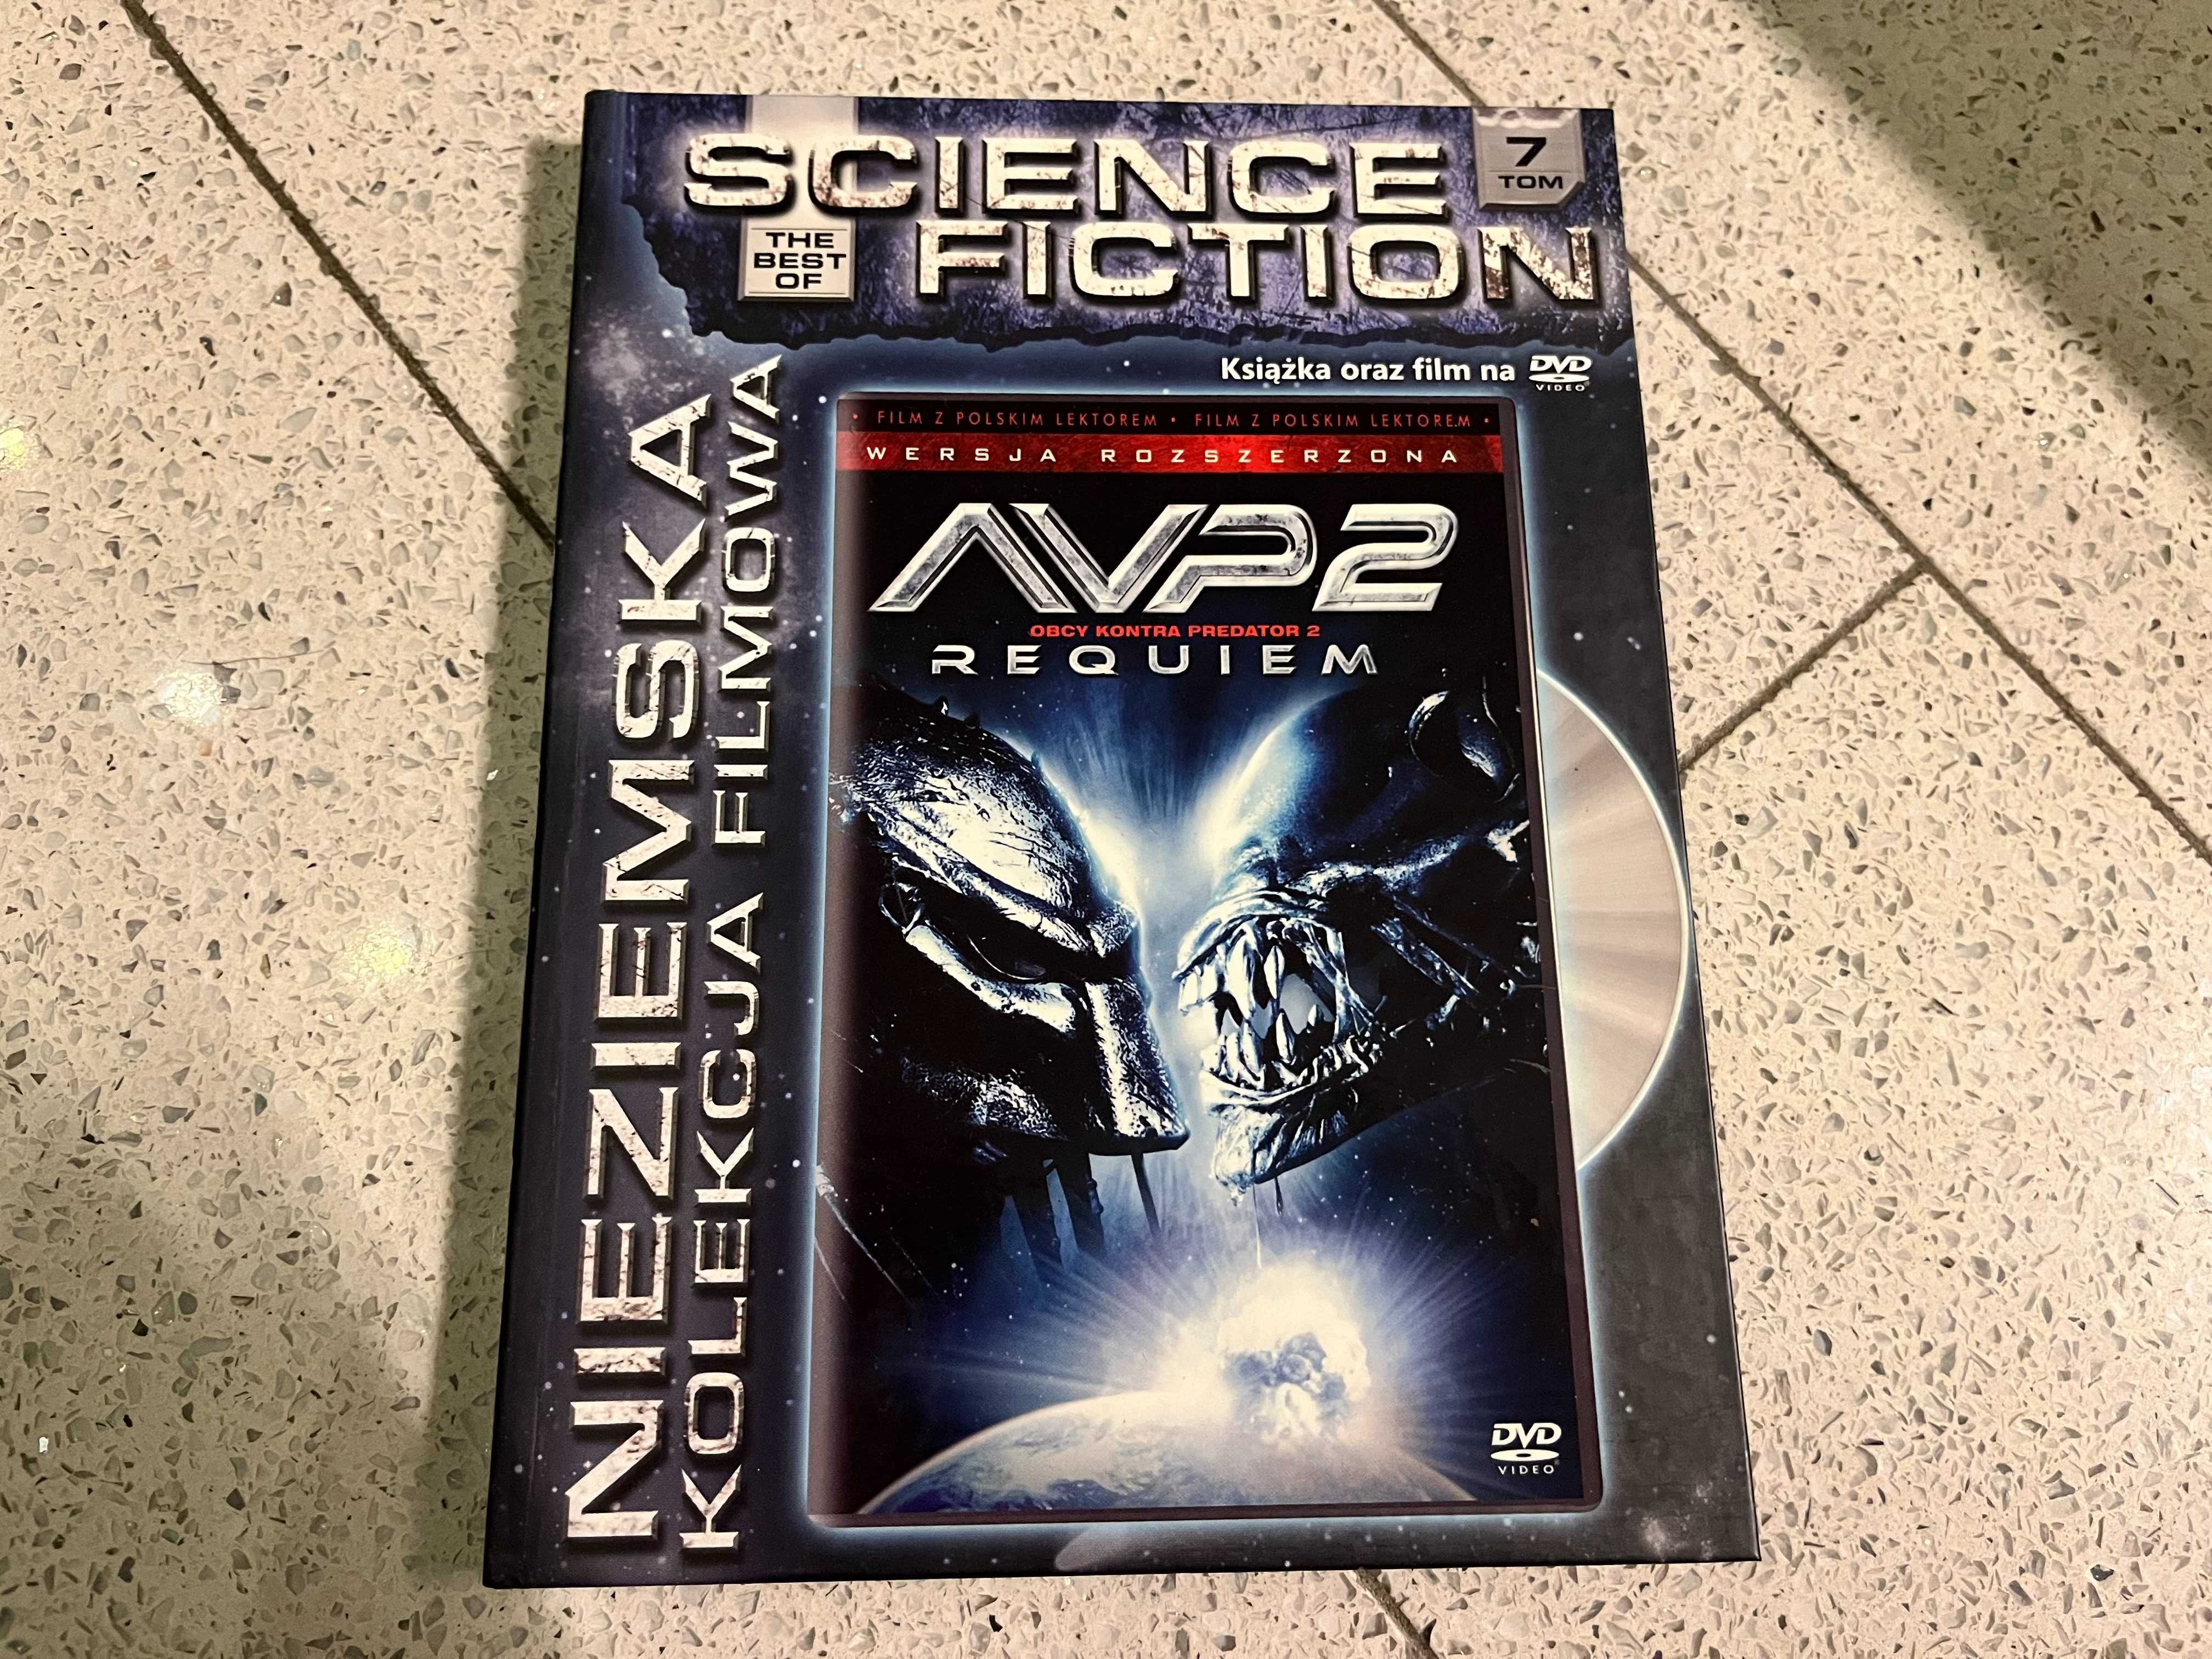 SCIENCE
FICTION
THE
BEST
OF
7
TOM
Książka oraz film na DVD
VIDEO
NIEZIEMSKA
KOLEKCJA FILMOWA
• FILM Z POLSKIM LEKTOREM • FILM Z POLSKIM LEKTOREM •
WERSJA ROZSZERZONA
AVP2
OBCY KONTRA PREDATOR 2
REQUIEM
DVD
VIDEO